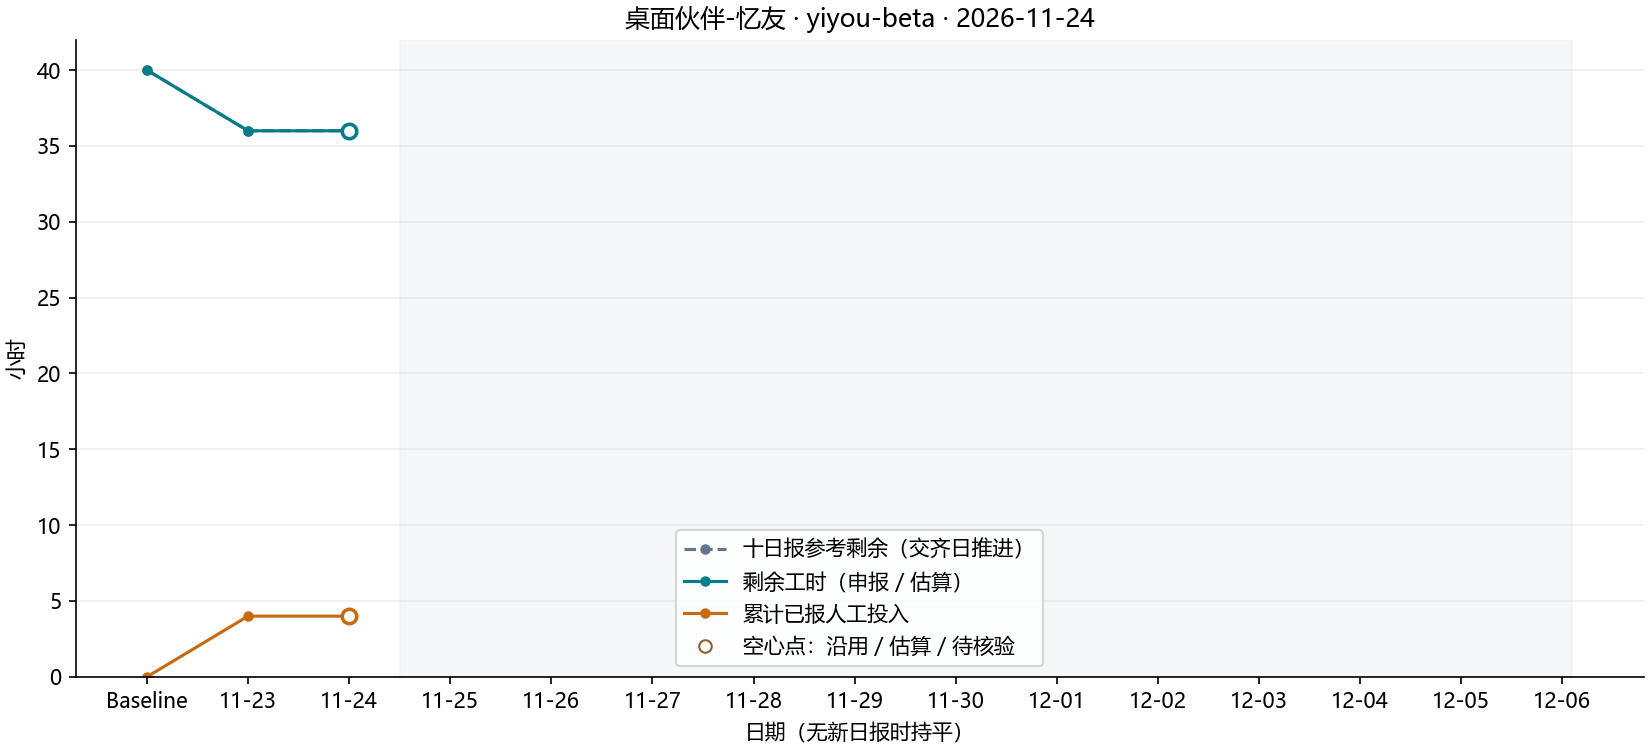 桌面伙伴-忆友 · yiyou-beta · 2026-11-24
小时
40
35
30
25
20
15
10
5
0
十日报参考剩余（交齐日推进）
剩余工时（申报 / 估算）
累计已报人工投入
空心点：沿用 / 估算 / 待核验
Baseline 11-23 11-24 11-25 11-26 11-27 11-28 11-29 11-30 12-01 12-02 12-03 12-04 12-05 12-06
日期（无新日报时持平）